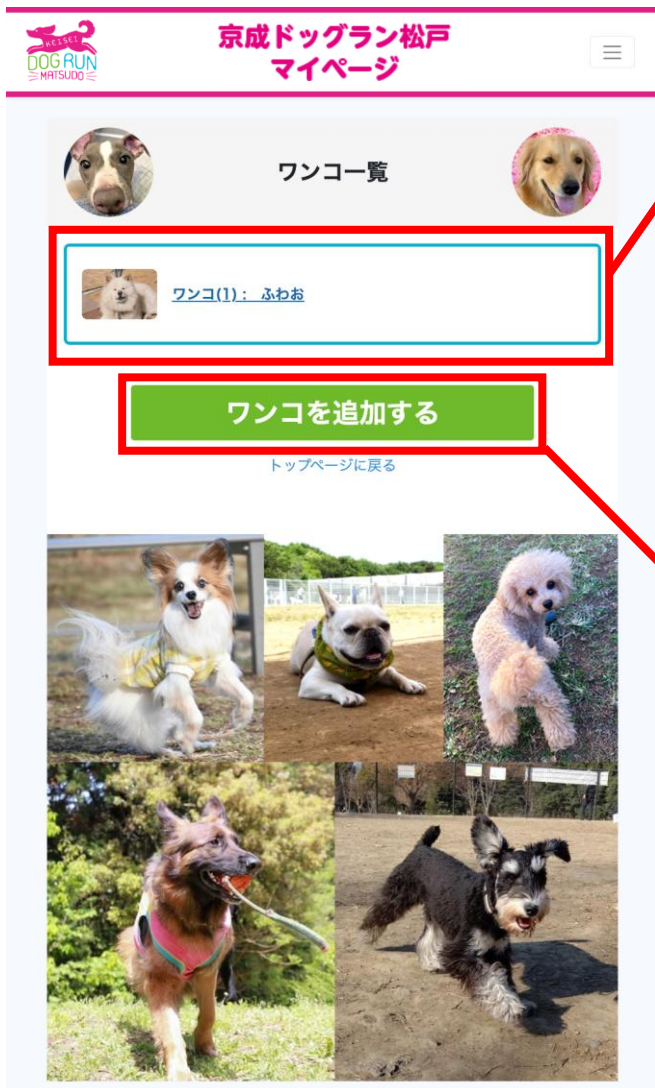 KEISEI
DOG RUN
MATSUDO
京成ドッグラン松戸
マイページ
ワンコ一覧
ワンコ(1)： ふわお
ワンコを追加する
トップページに戻る